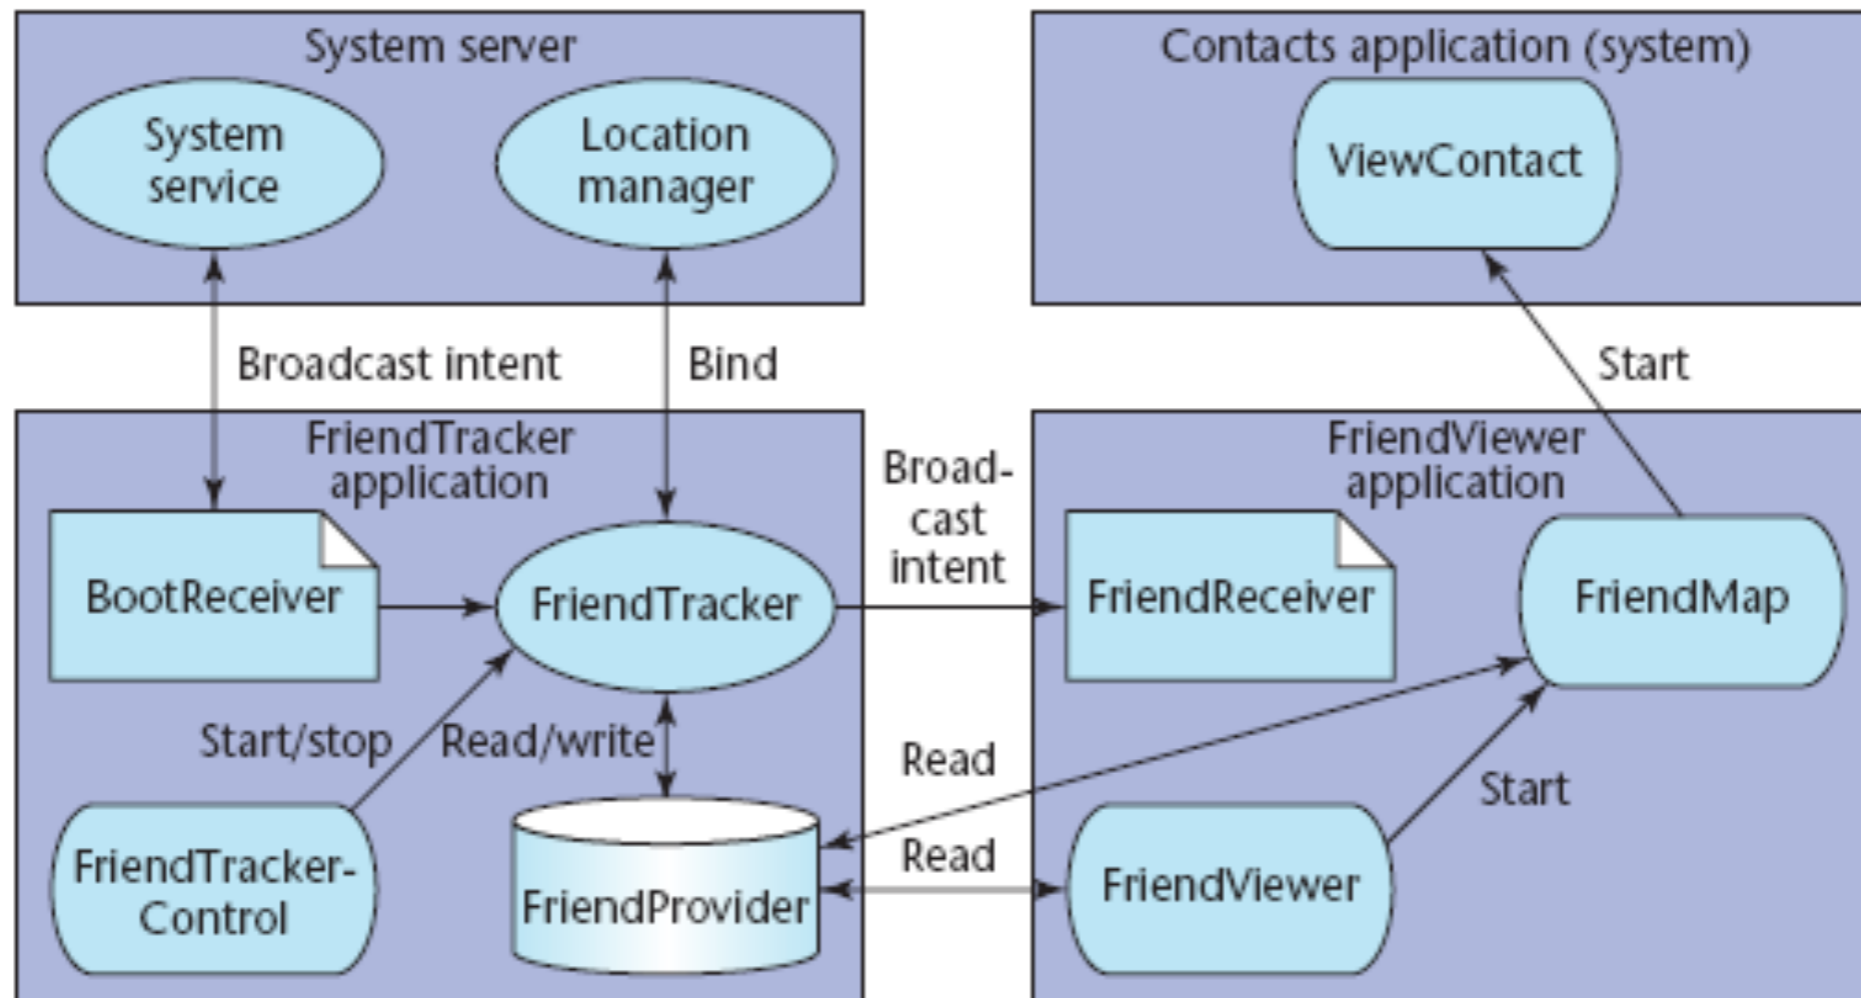 System server
Contacts application (system)
System
service
Location
manager
ViewContact
Broadcast intent
Bind
Start
FriendTracker
application
Broad-
cast
intent
FriendViewer
application
BootReceiver
FriendTracker
FriendReceiver
FriendMap
Start/stop
Read/write
Read
Start
Read
FriendTracker-
Control
FriendProvider
FriendViewer